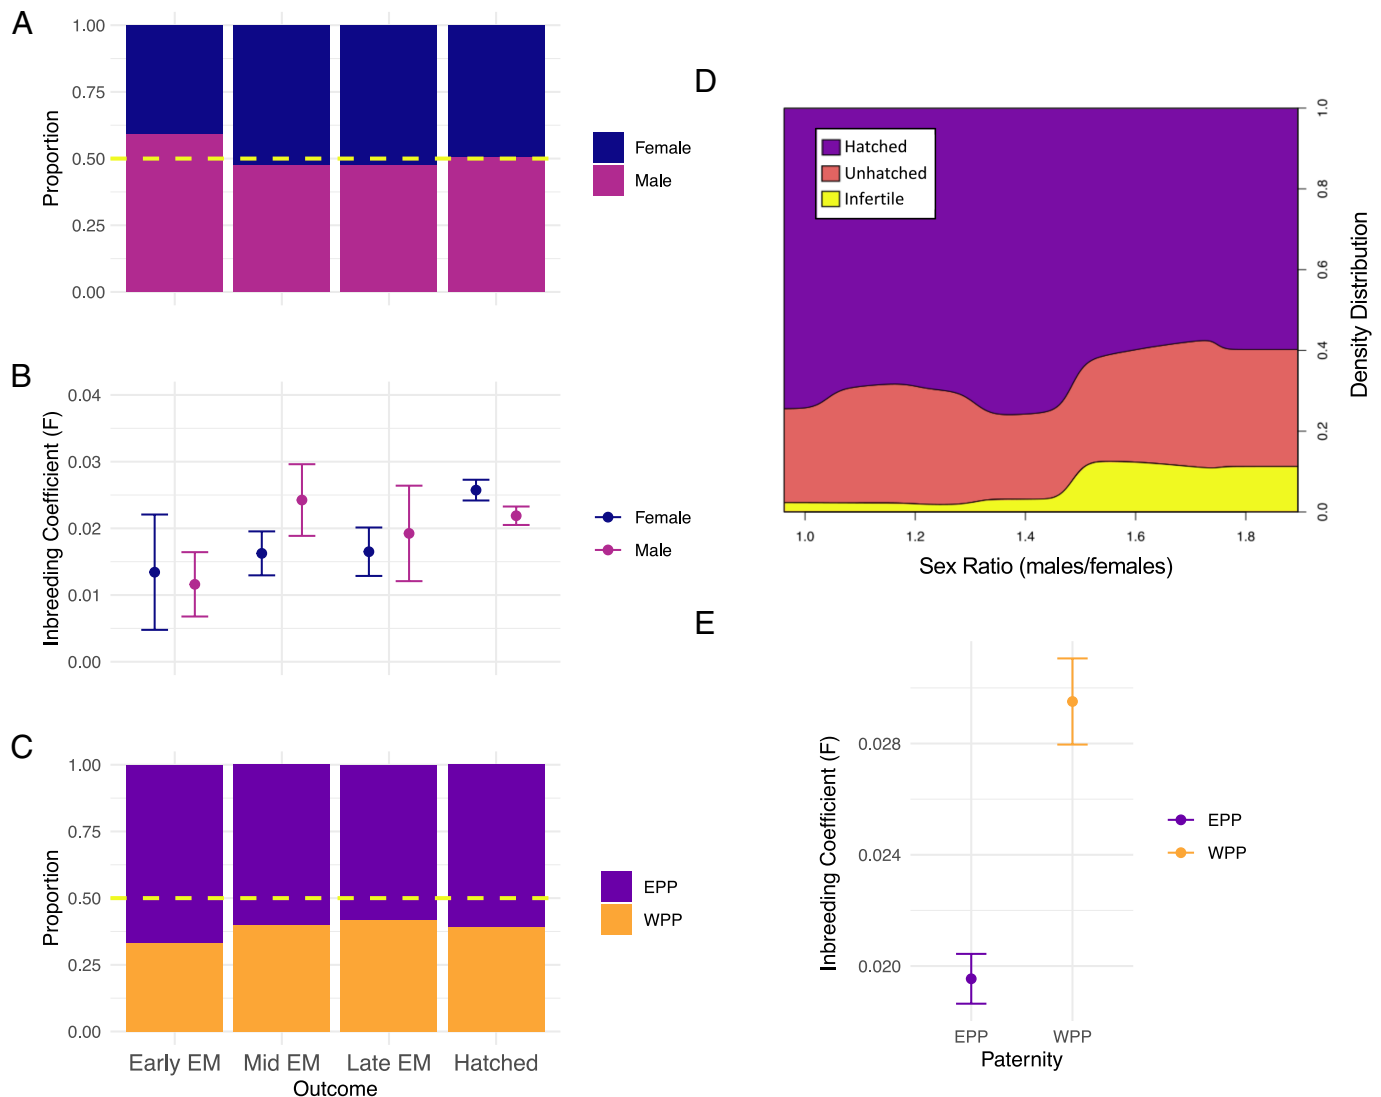 A
1.00
0.75
0.50
0.25
0.00
Proportion
Female
Male
B
0.04
0.03
0.02
0.01
0.00
Inbreeding Coefficient (F)
Female
Male
C
1.00
0.75
0.50
0.25
0.00
Proportion
EPP
WPP
Early EM Mid EM Late EM Hatched
Outcome
D
Hatched
Unhatched
Infertile
1.0
0.8
0.6
0.4
0.2
0.0
Density Distribution
1.0 1.2 1.4 1.6 1.8
Sex Ratio (males/females)
E
0.028
0.024
0.020
Inbreeding Coefficient (F)
EPP WPP
Paternity
EPP
WPP